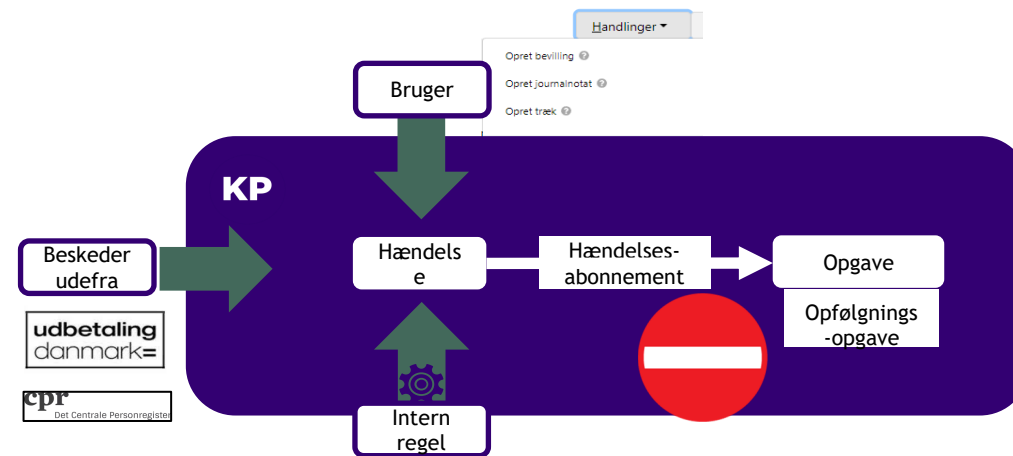 Handlinger
Opret bevilling
Opret journalnotat
Opret træk
Bruger
KP
Beskeder
udefra
Hændels
e
Hændelses-
abonnement
Opgave
Opfølgnings
-opgave
udbetaling
danmark=
cpr
Det Centrale Personregister
Intern
regel